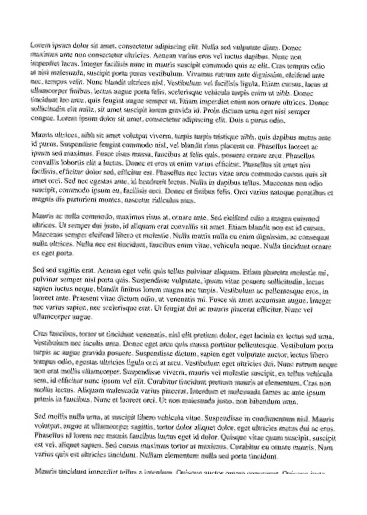 Lorem ipsum dolor sit amet, consectetur adipiscing elit. Nulla sed vulputate diam. Donec
maximus ante non consectetur ultricies. Aenean varius eros vel luctus dapibus. Nunc non
imperdiet lacus. Integer facilisis nunc in mauris suscipit commodo quis ac elit. Cras tempus odio
at nisi malesuada, suscipit porta purus vestibulum. Vivamus rutrum ante dignissim, eleifend ante
nec, tempus velit. Nunc blandit ultrices nisl. Vestibulum vel facilisis ligula. Etiam cursus, lacus at
ullamcorper finibus, lectus augue porta felis, scelerisque vehicula turpis enim ut nibh. Donec
tincidunt leo arcu, quis feugiat augue semper ut. Etiam imperdiet enim non ornare ultrices. Donec
sollicitudin elit nulla, sit amet suscipit lorem gravida id. Proin dictum urna eget nisl semper
congue. Lorem ipsum dolor sit amet, consectetur adipiscing elit. Duis a purus odio.
Mauris ultrices, nibh sit amet volutpat viverra, turpis turpis tristique nibh, quis dapibus metus ante
id purus. Suspendisse feugiat commodo nisl, vel blandit risus placerat eu. Phasellus laoreet ac
ipsum sed maximus. Fusce risus massa, faucibus at felis quis, posuere ornare arcu. Phasellus
convallis lobortis elit a luctus. Donec et eros ut enim varius efficitur. Phasellus sit amet nisi
facilisis, efficitur dolor sed, efficitur est. Phasellus nec lectus vitae arcu commodo cursus quis sit
amet orci. Sed nec egestas ante, id hendrerit lectus. Nulla in dapibus tellus. Maecenas non odio
suscipit, commodo ipsum eu, facilisis orci. Donec et finibus felis. Orci varius natoque penatibus et
magnis dis parturient montes, nascetur ridiculus mus.
Mauris ac nulla commodo, maximus risus at, ornare ante. Sed eleifend odio a magna euismod
ultrices. Ut semper dui justo, id aliquam erat convallis sit amet. Etiam blandit non est id cursus.
Maecenas semper eleifend libero et molestie. Nulla mattis nulla eu enim dignissim, ac consequat
nulla ultrices. Nulla nec est tincidunt, faucibus enim vitae, vehicula neque. Nulla tincidunt ornare
ex eget porta.
Sed sed sagittis erat. Aenean eget velit quis tellus pulvinar aliquam. Etiam pharetra molestie mi,
pulvinar semper nisl porta quis. Suspendisse vulputate, ipsum vitae posuere sollicitudin, lectus
sapien luctus neque, blandit finibus lorem magna nec turpis. Vestibulum ac pellentesque eros, in
laoreet ante. Praesent vitae dictum odio, ut venenatis mi. Fusce sit amet accumsan augue. Integer
nec varius sapien, nec scelerisque erat. Ut feugiat dui ac mauris placerat efficitur. Nunc vel
ullamcorper augue.
Cras faucibus, tortor ut tincidunt venenatis, nisl elit pretium dolor, eget lacinia ex lectus sed urna.
Vestibulum nec iaculis urna. Donec eget arcu quis massa porttitor pellentesque. Vestibulum porta
turpis ac augue gravida posuere. Suspendisse dictum, sapien eget vulputate auctor, lectus libero
tempus odio, egestas ultricies ligula orci at arcu. Vestibulum eget ultricies dui. Nunc rutrum neque
non erat mollis ullamcorper. Suspendisse viverra, mauris vel molestie suscipit, ex tellus vehicula
sem, id efficitur nunc ipsum vel elit. Curabitur tincidunt pretium mauris at elementum. Cras non
mollis lectus. Aliquam malesuada varius placerat. Interdum et malesuada fames ac ante ipsum
primis in faucibus. Nunc et laoreet orci. Ut non malesuada justo, non bibendum urna.
Sed mollis nulla urna, at suscipit libero vehicula vitae. Suspendisse in condimentum nisl. Mauris
volutpat, augue at ullamcorper sagittis, tortor dolor aliquet dolor, eget ultricies metus dui ac eros.
Phasellus id lorem nec mauris faucibus luctus eget id dolor. Quisque vitae quam suscipit, suscipit
est vel, aliquet sapien. Sed cursus maximus tortor at maximus. Curabitur eu ornare mauris. Nam
varius quis est ultricies tincidunt. Nullam elementum nulla sed porta tincidunt.
Mauris tincidunt imperdiet tellus a interdum. Quisque auctor